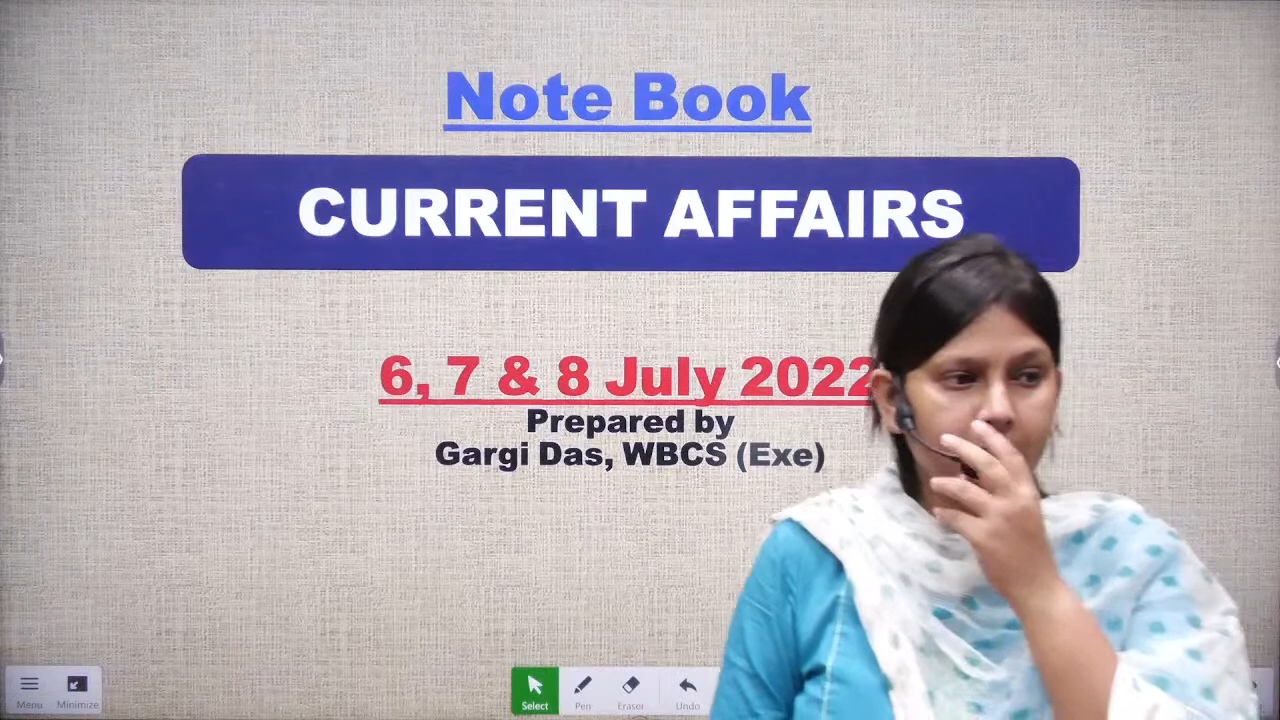 Note Book
CURRENT AFFAIRS
6, 7 & 8 July 2022
Prepared by
Gargi Das, WBCS (Exe)
Menu
Minimize
Select
Pen
Eraser
Undo